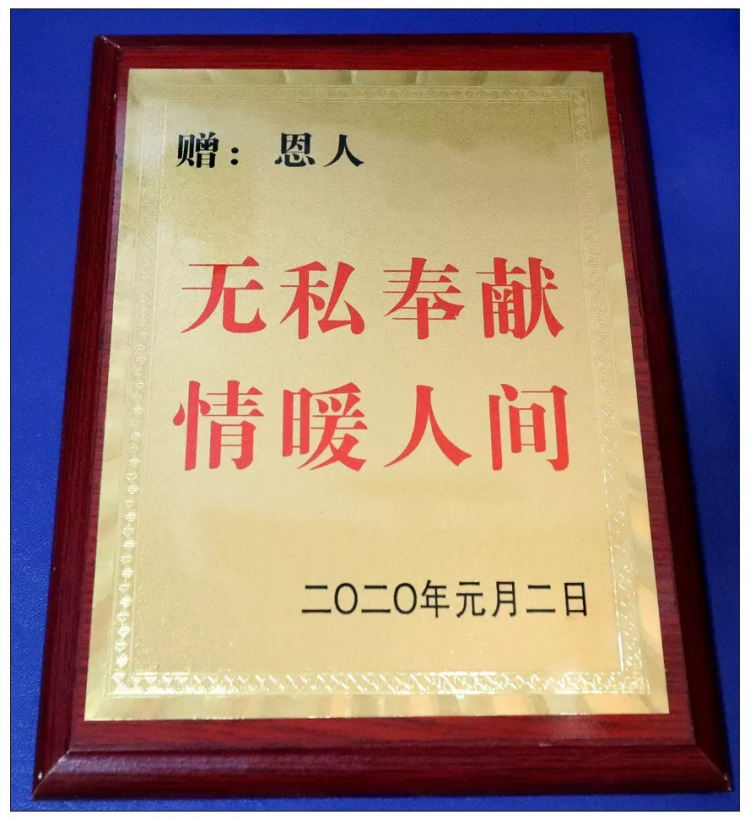 赠：恩人
无私奉献
情暖人间
二〇二〇年元月二日